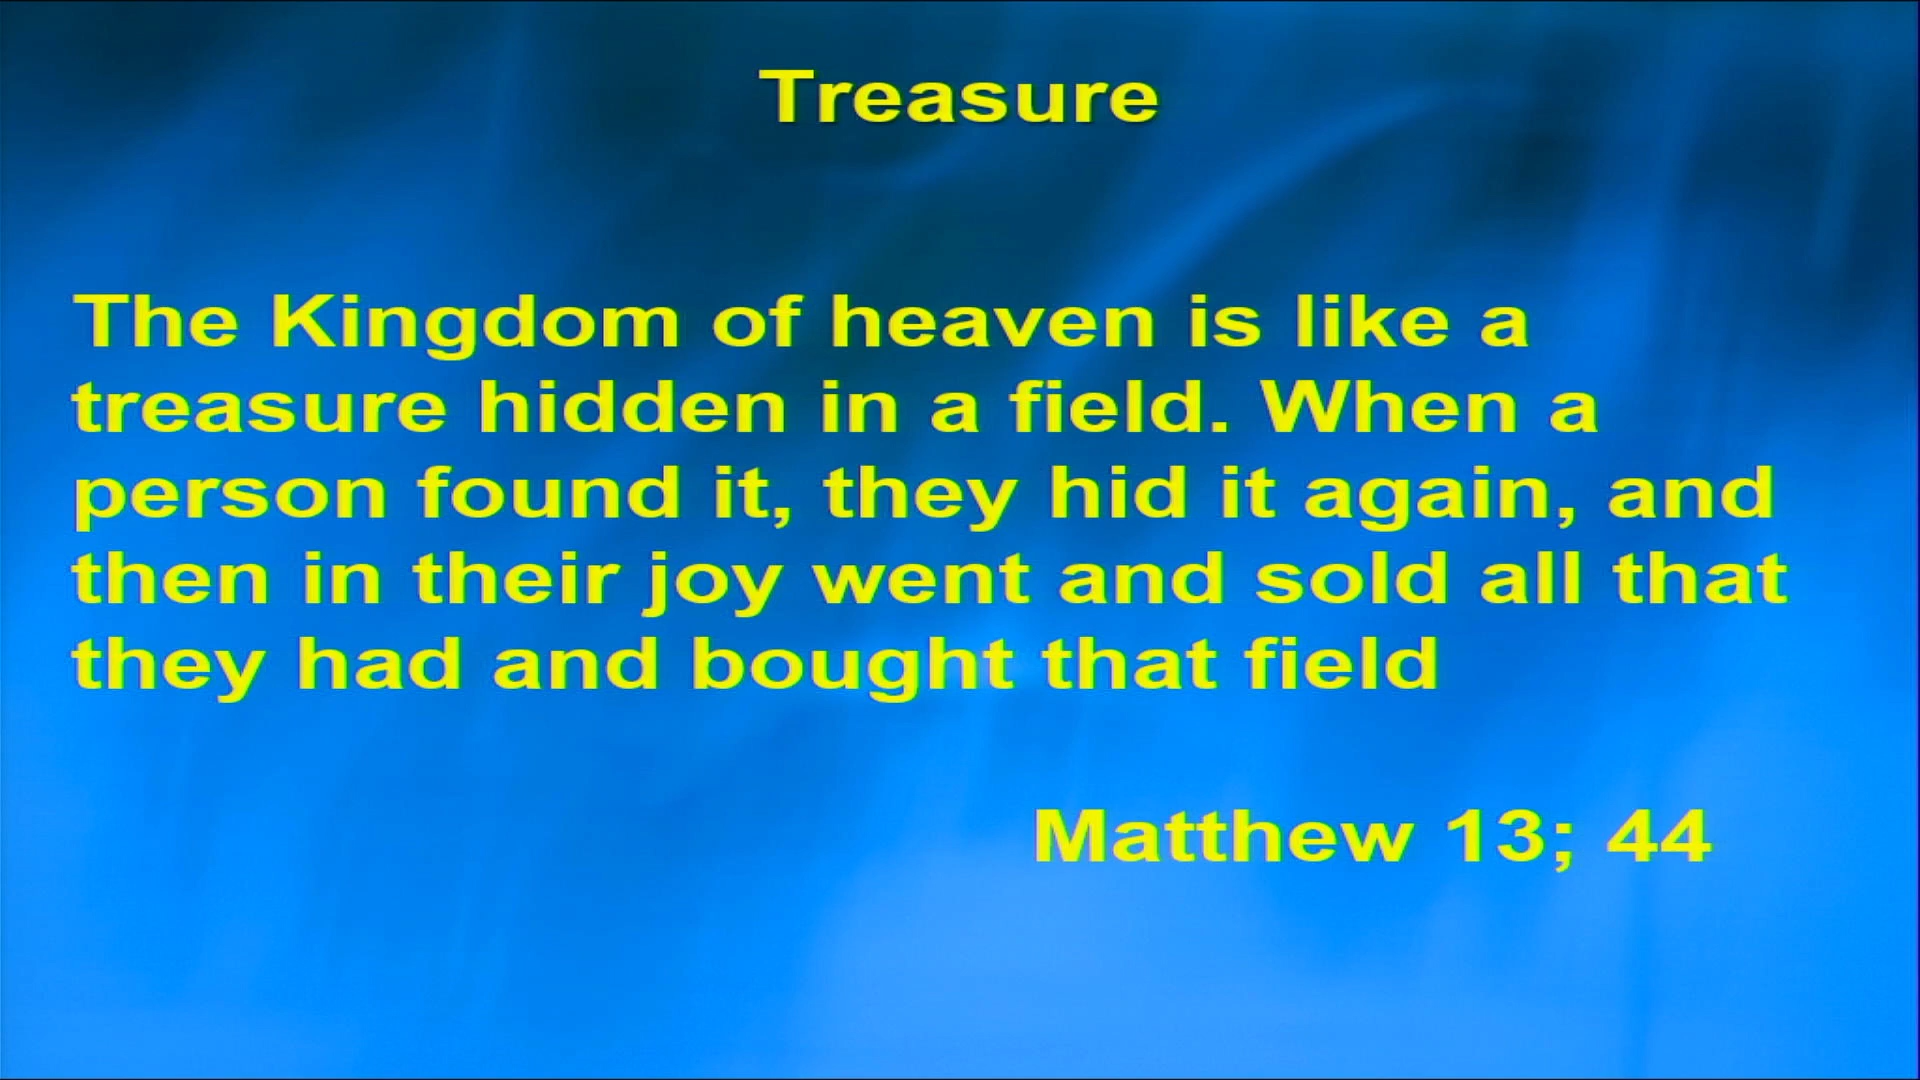 Treasure
The Kingdom of heaven is like a
treasure hidden in a field. When a
person found it, they hid it again, and
then in their joy went and sold all that
they had and bought that field
Matthew 13; 44